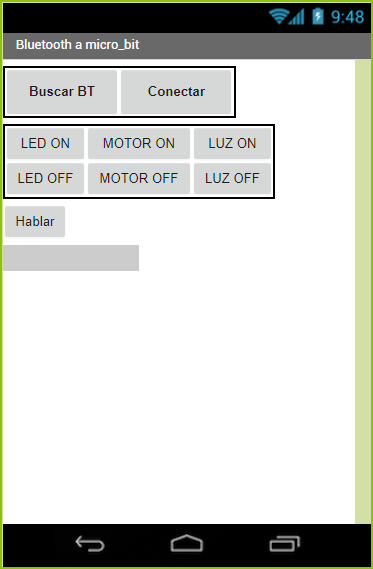 9:48
Bluetooth a micro_bit
Buscar BT Conectar
LED ON MOTOR ON LUZ ON
LED OFF MOTOR OFF LUZ OFF
Hablar